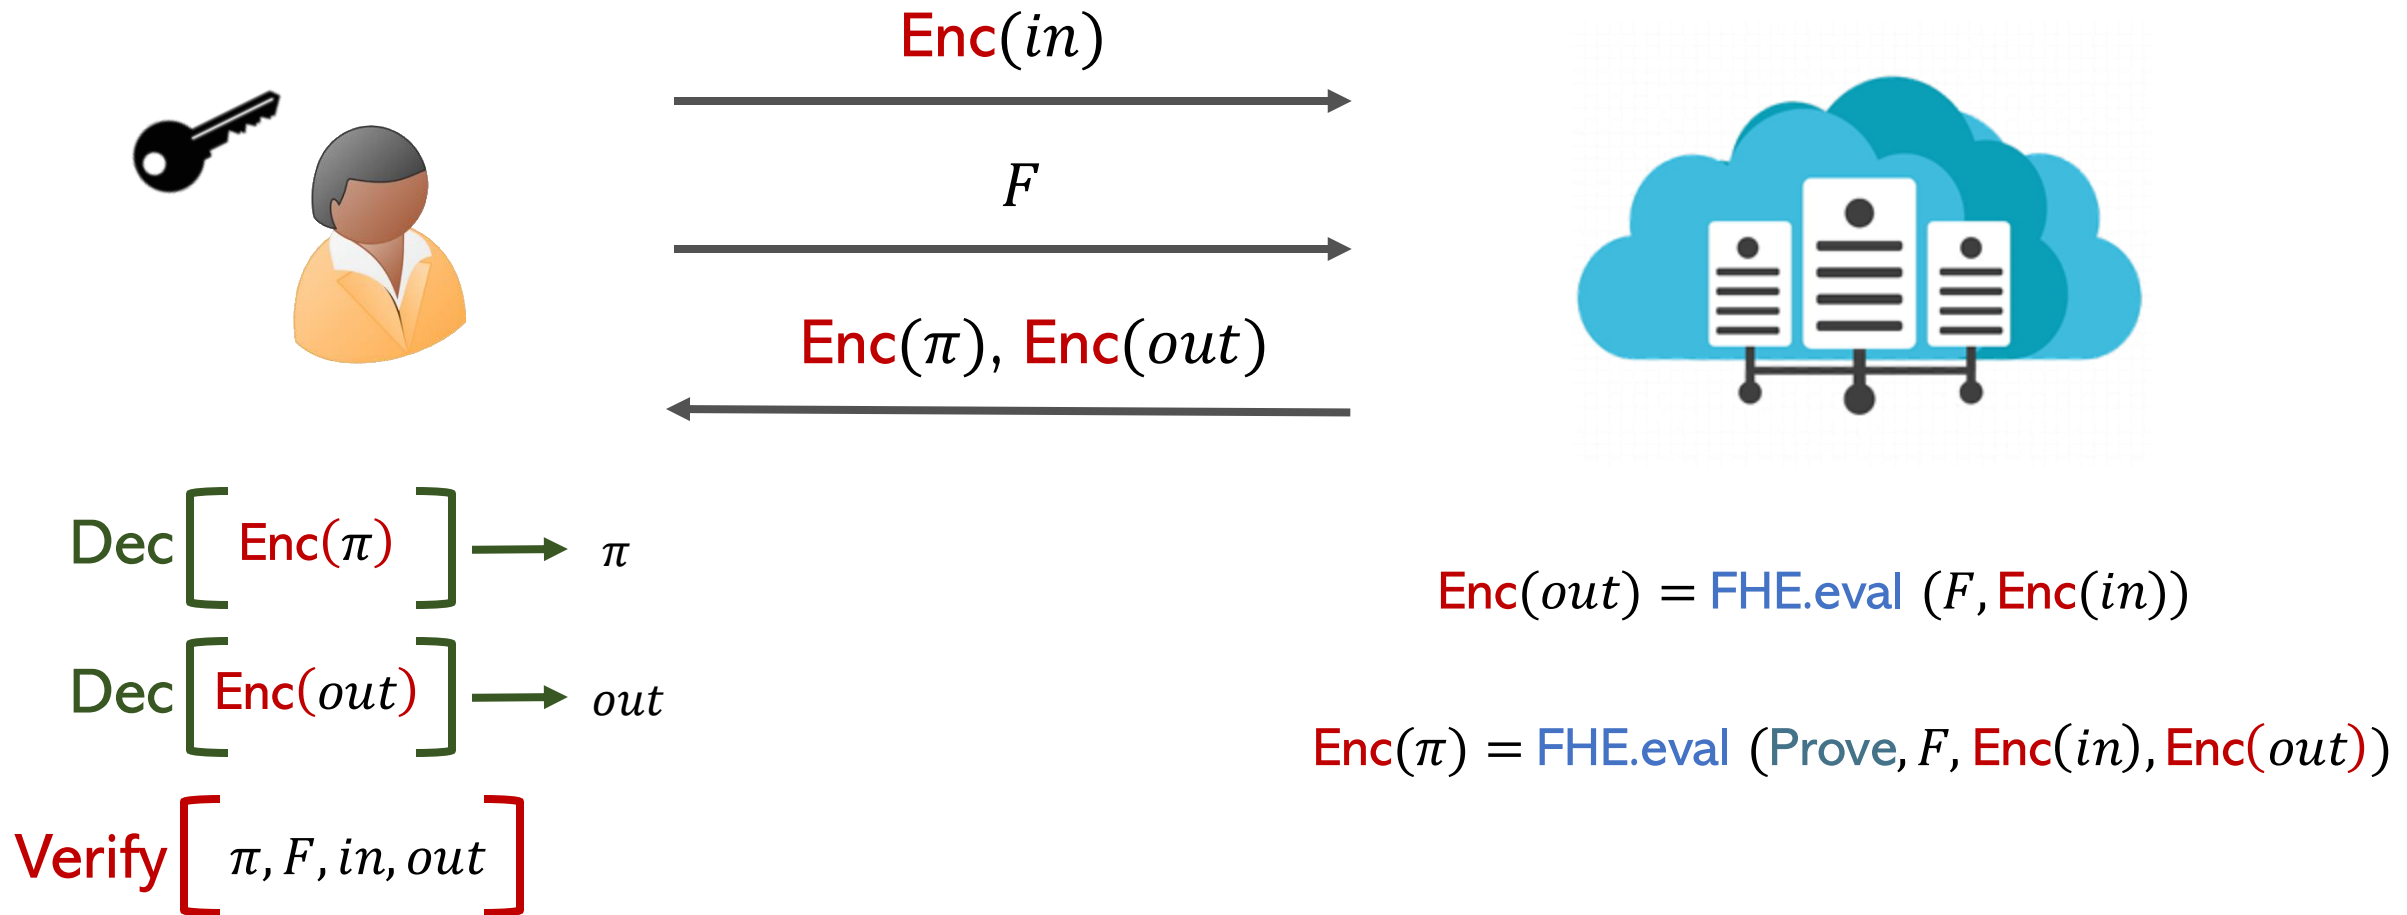 Enc(in)
F
Enc(π), Enc(out)
Dec[Enc(π)] → π
Dec[Enc(out)] → out
Verify[π, F, in, out]
Enc(out) = FHE.eval (F, Enc(in))
Enc(π) = FHE.eval (Prove, F, Enc(in), Enc(out))